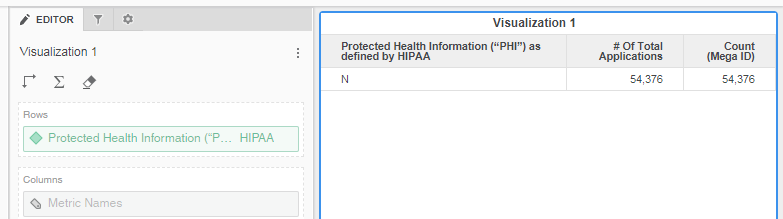 EDITOR
Visualization 1
Rows
Protected Health Information (“P... HIPAA
Columns
Metric Names
Visualization 1
Protected Health Information (“PHI”) as
defined by HIPAA
# Of Total
Applications
Count
(Mega ID)
N
54,376
54,376